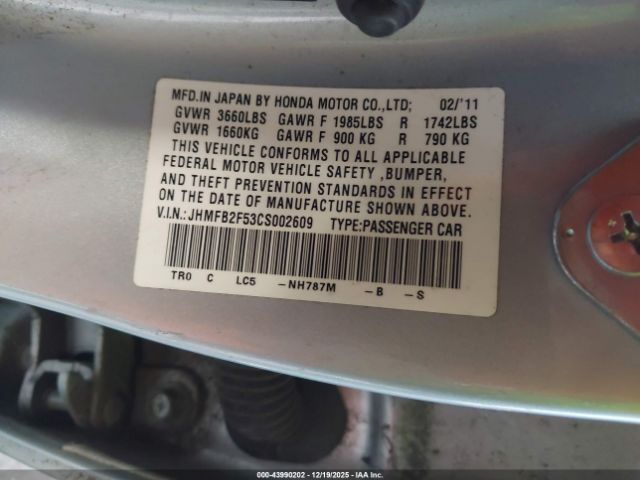 MFD.IN JAPAN BY HONDA MOTOR CO.,LTD; 02/'11
GVWR 3660LBS GAWR F 1985LBS R 1742LBS
GVWR 1660KG GAWR F 900 KG R 790 KG
THIS VEHICLE CONFORMS TO ALL APPLICABLE
FEDERAL MOTOR VEHICLE SAFETY ,BUMPER,
AND THEFT PREVENTION STANDARDS IN EFFECT
ON THE DATE OF MANUFACTURE SHOWN ABOVE.
V.I.N.:JHMFB2F53CS002609 TYPE:PASSENGER CAR
TR0 C LC5 -NH787M -B -S
000-43990202 - 12/19/2025 - IAAI.COM